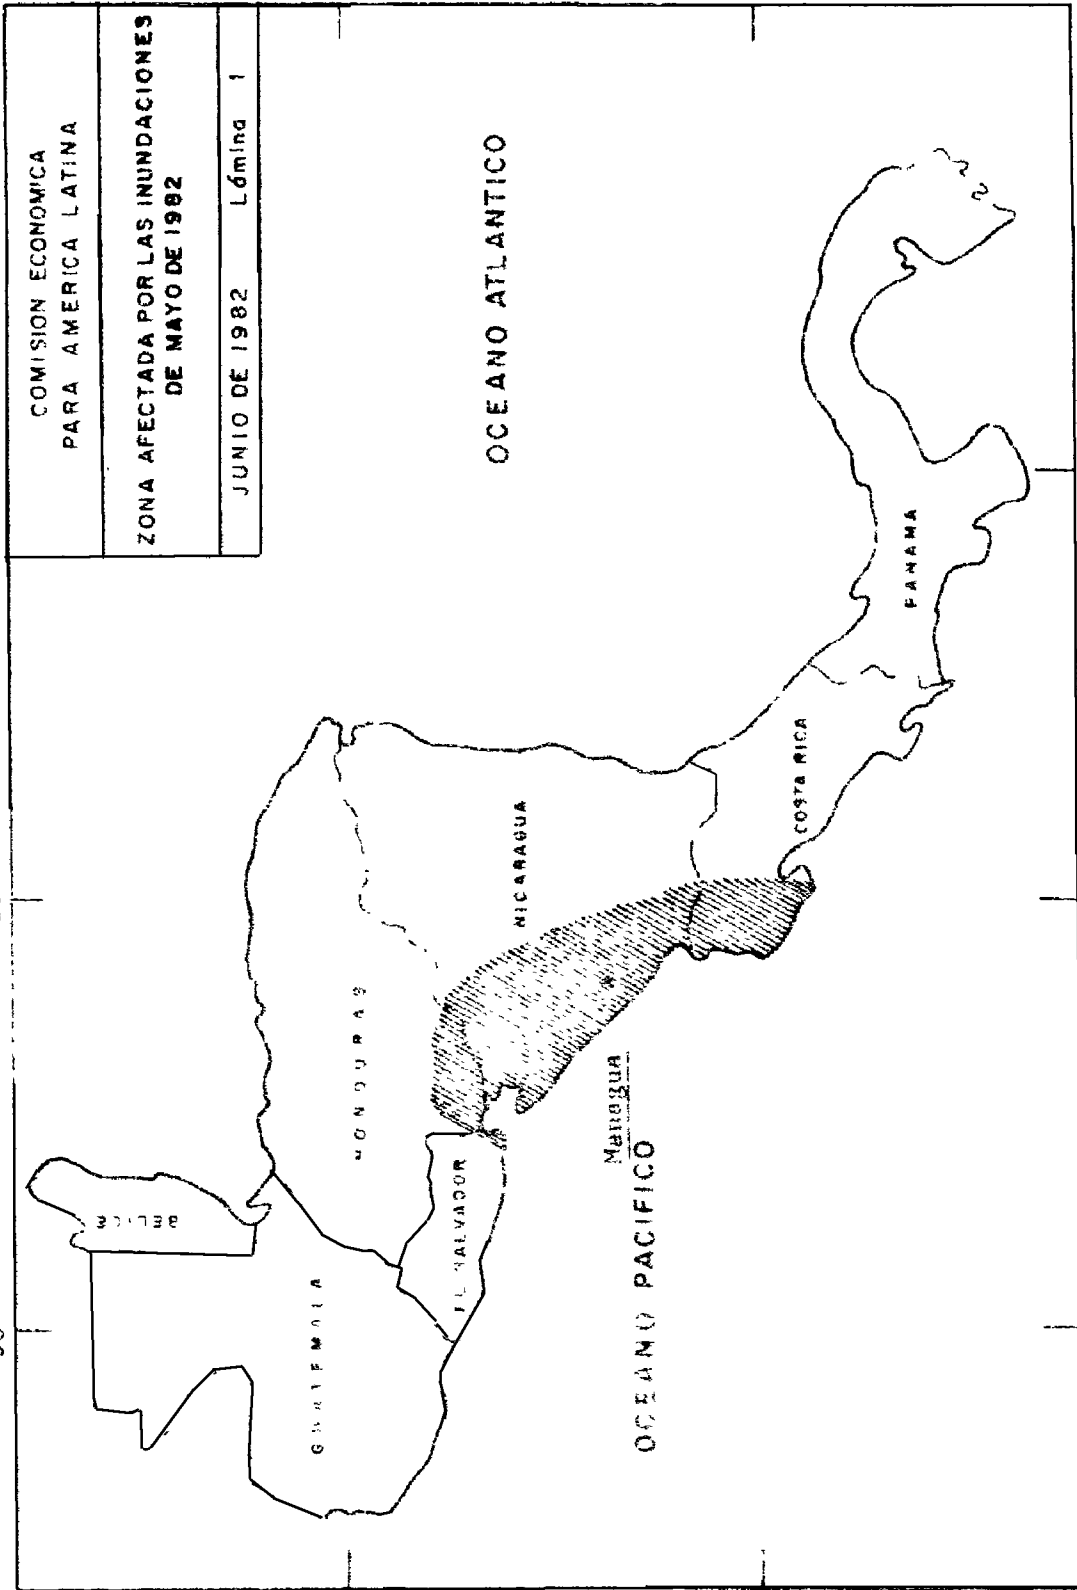 COMISION ECONOMICA
PARA AMERICA LATINA
ZONA AFECTADA POR LAS INUNDACIONES
DE MAYO DE 1982
JUNIO DE 1982 Lámina 1
OCEANO ATLANTICO
BELICE
GUATEMALA
HONDURAS
EL SALVADOR
NICARAGUA
Managua
COSTA RICA
PANAMA
OCEANO PACIFICO